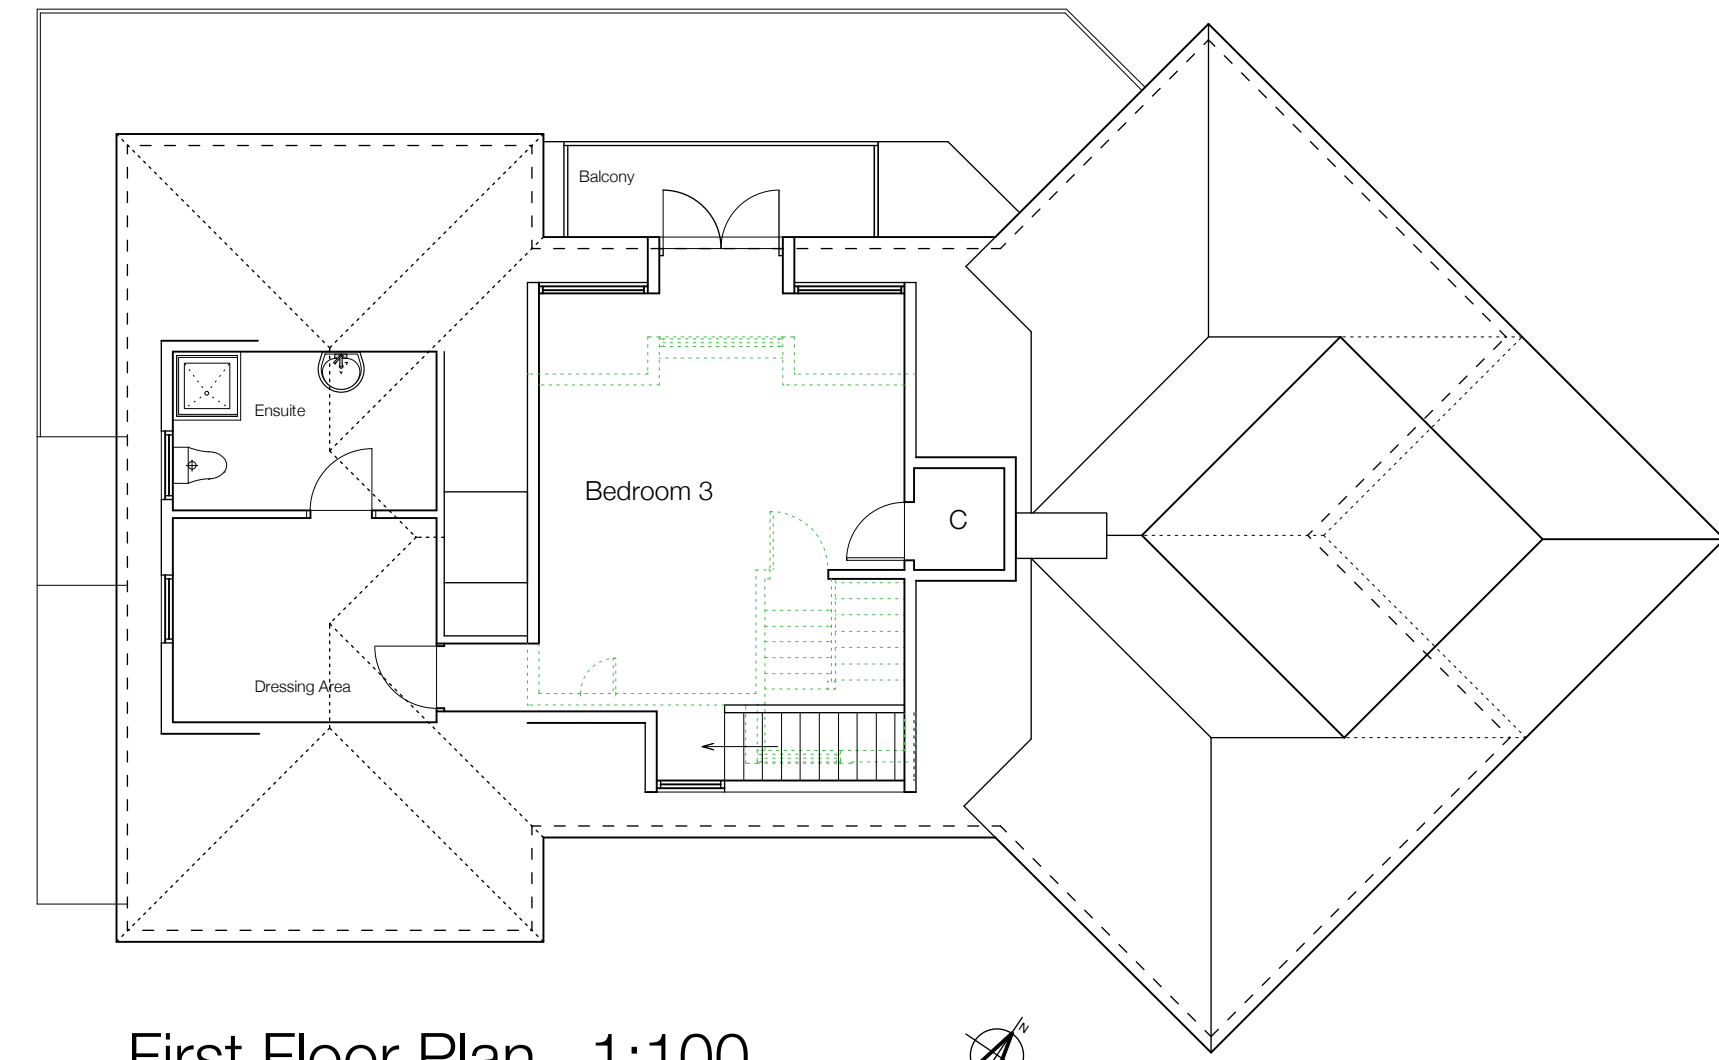 Balcony
Ensuite
Bedroom 3
C
Dressing Area
First Floor Plan 1:100
N